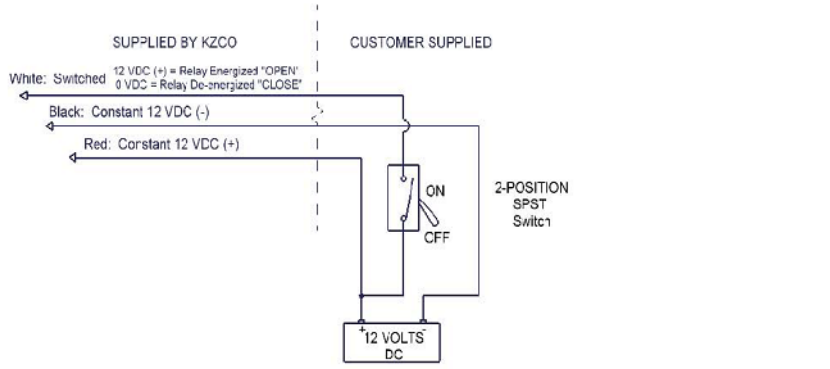 SUPPLIED BY KZCO
CUSTOMER SUPPLIED
White: Switched
12 VDC (+) = Relay Energized "OPEN"
0 VDC = Relay De-energized "CLOSE"
Black: Constant 12 VDC (-)
Red: Constant 12 VDC (+)
ON
OFF
2-POSITION
SPST
Switch
+ -
12 VOLTS
DC